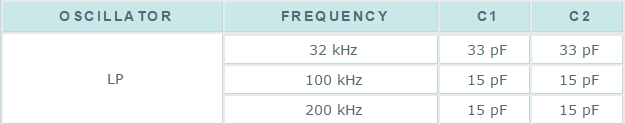 OSCILLATOR FREQUENCY C1 C2
32 kHz 33 pF 33 pF
LP 100 kHz 15 pF 15 pF
200 kHz 15 pF 15 pF